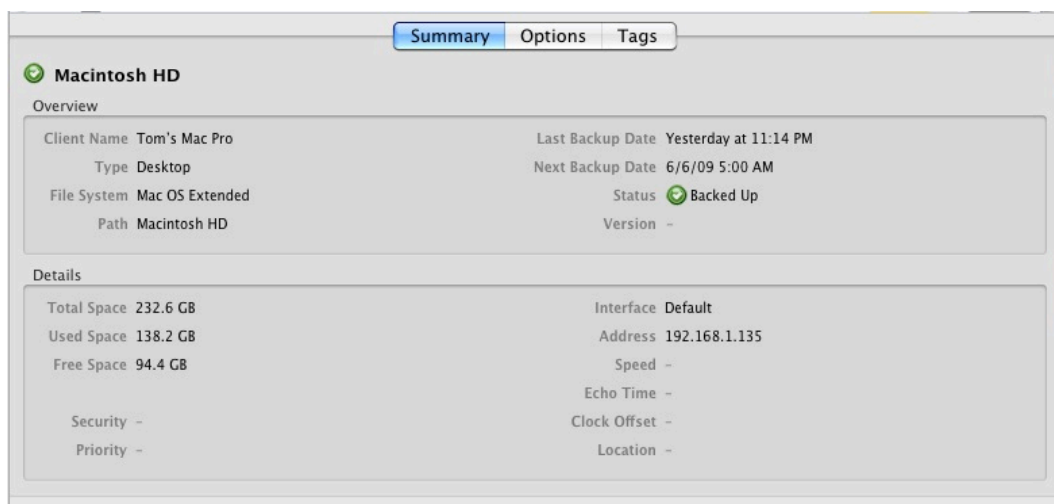 Summary Options Tags
Macintosh HD
Overview
Client Name Tom's Mac Pro
Type Desktop
File System Mac OS Extended
Path Macintosh HD
Last Backup Date Yesterday at 11:14 PM
Next Backup Date 6/6/09 5:00 AM
Status Backed Up
Version -
Details
Total Space 232.6 GB
Used Space 138.2 GB
Free Space 94.4 GB
Security -
Priority -
Interface Default
Address 192.168.1.135
Speed -
Echo Time -
Clock Offset -
Location -